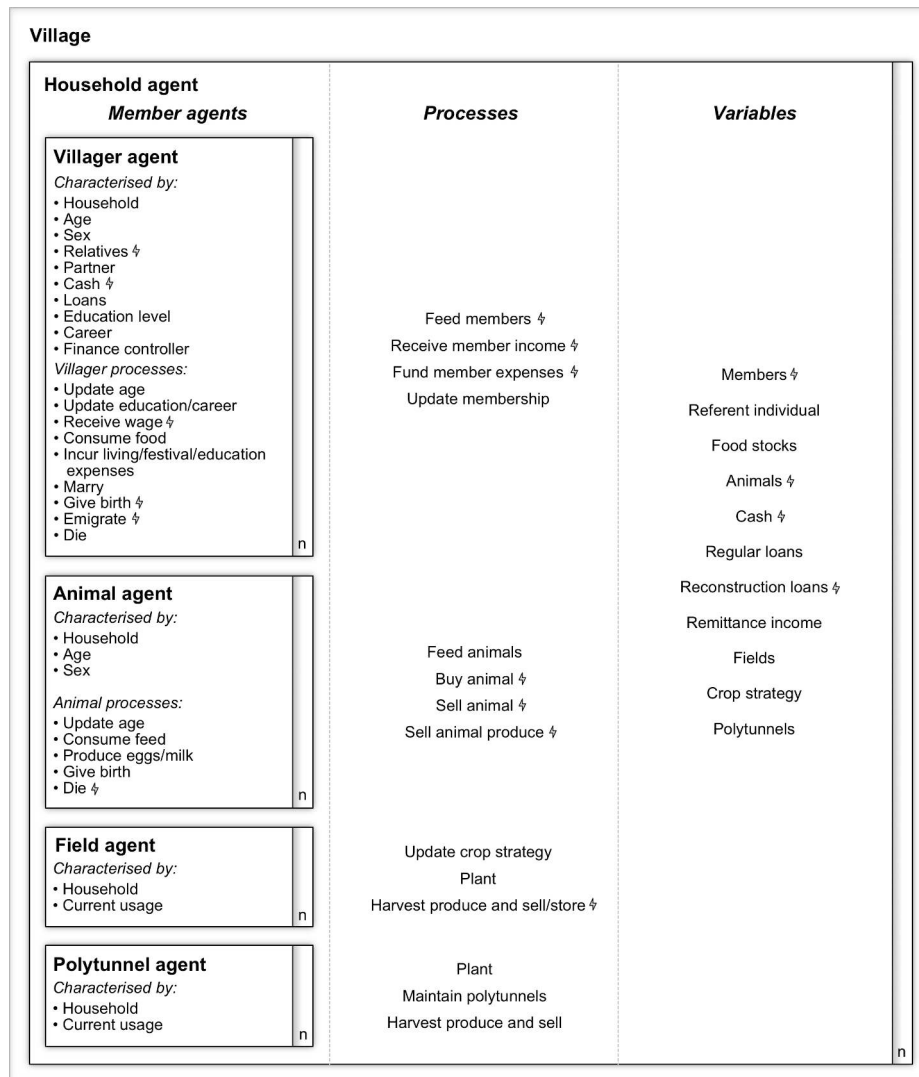 Village
Household agent
Member agents
Villager agent
Characterised by:
• Household
• Age
• Sex
• Relatives ϟ
• Partner
• Cash ϟ
• Loans
• Education level
• Career
• Finance controller
Villager processes:
• Update age
• Update education/career
• Receive wage ϟ
• Consume food
• Incur living/festival/education
expenses
• Marry
• Give birth ϟ
• Emigrate ϟ
• Die
n
Animal agent
Characterised by:
• Household
• Age
• Sex
Animal processes:
• Update age
• Consume feed
• Produce eggs/milk
• Give birth
• Die ϟ
n
Field agent
Characterised by:
• Household
• Current usage
n
Polytunnel agent
Characterised by:
• Household
• Current usage
n
Processes
Feed members ϟ
Receive member income ϟ
Fund member expenses ϟ
Update membership
Feed animals
Buy animal ϟ
Sell animal ϟ
Sell animal produce ϟ
Update crop strategy
Plant
Harvest produce and sell/store ϟ
Plant
Maintain polytunnels
Harvest produce and sell
Variables
Members ϟ
Referent individual
Food stocks
Animals ϟ
Cash ϟ
Regular loans
Reconstruction loans ϟ
Remittance income
Fields
Crop strategy
Polytunnels
n